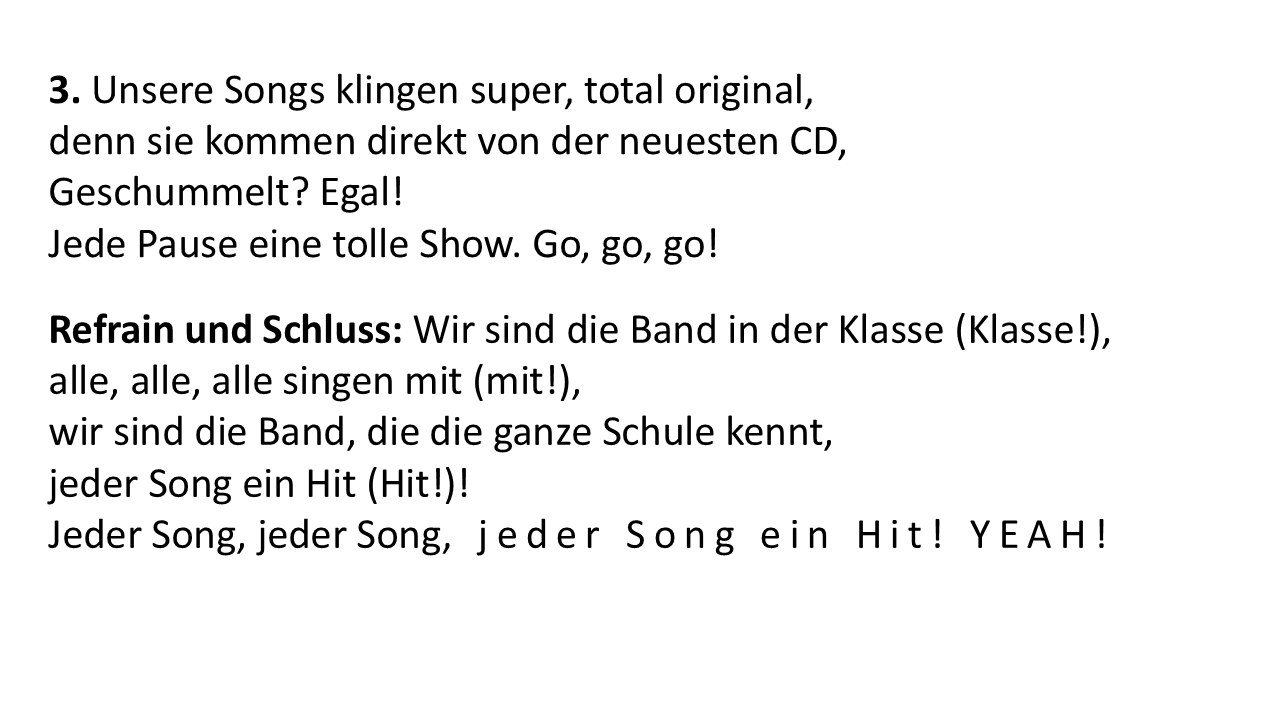 3. Unsere Songs klingen super, total original,
denn sie kommen direkt von der neuesten CD,
Geschummelt? Egal!
Jede Pause eine tolle Show. Go, go, go!
Refrain und Schluss: Wir sind die Band in der Klasse (Klasse!),
alle, alle, alle singen mit (mit!),
wir sind die Band, die die ganze Schule kennt,
jeder Song ein Hit (Hit!)!
Jeder Song, jeder Song, j e d e r S o n g e i n H i t ! Y E A H !